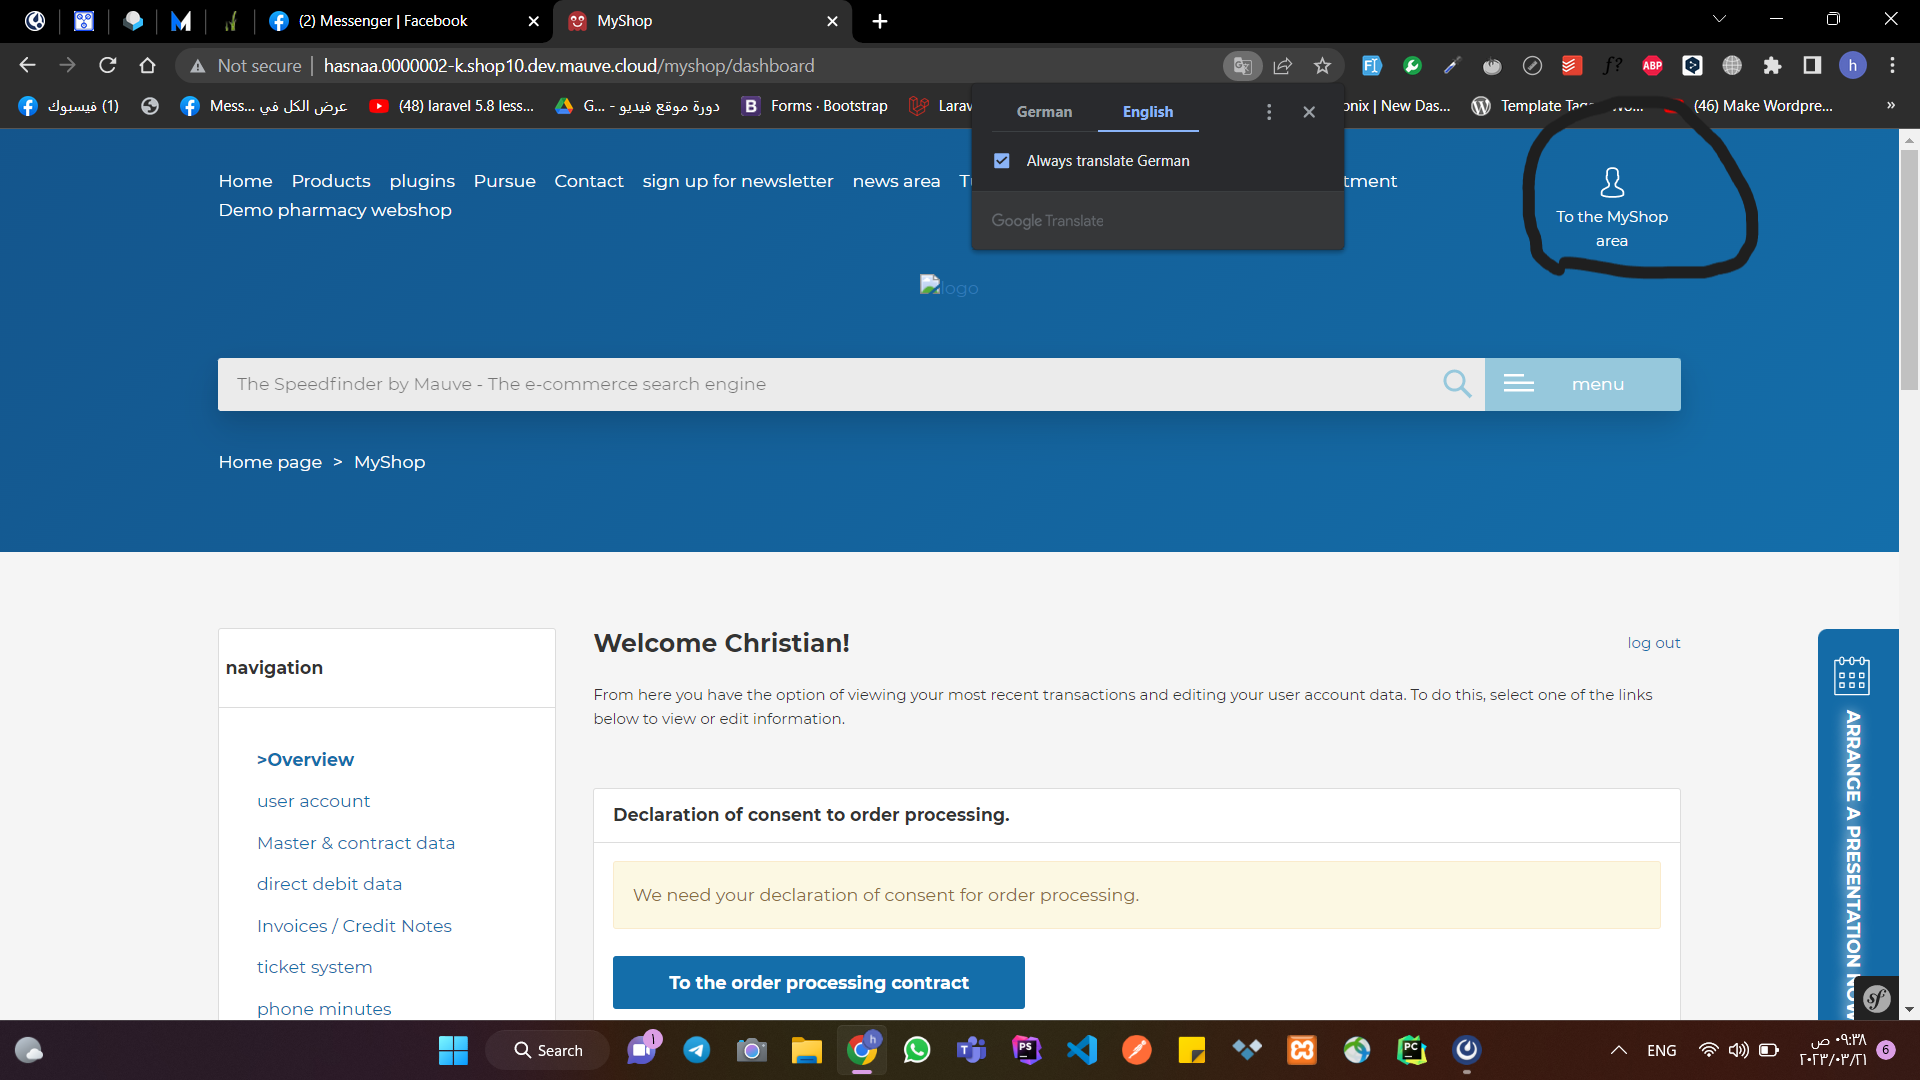 (2) Messenger | Facebook
MyShop
Not secure
hasnaa.0000002-k.shop10.dev.mauve.cloud/myshop/dashboard
FI
f?
ABP
h
(1) فيسبوك
Mess... عرض الكل في
(48) laravel 5.8 less...
G... - دورة موقع فيديو
B
Forms · Bootstrap
Larav
onix | New Das...
Template Tag
(46) Make Wordpre...
»
German
English
Always translate German
Google Translate
Home
Products
plugins
Pursue
Contact
sign up for newsletter
news area
tment
Demo pharmacy webshop
To the MyShop
area
logo
The Speedfinder by Mauve - The e-commerce search engine
menu
Home page > MyShop
navigation
>Overview
user account
Master & contract data
direct debit data
Invoices / Credit Notes
ticket system
phone minutes
Welcome Christian!
log out
From here you have the option of viewing your most recent transactions and editing your user account data. To do this, select one of the links
below to view or edit information.
Declaration of consent to order processing.
We need your declaration of consent for order processing.
To the order processing contract
ARRANGE A PRESENTATION NOW
sf
Search
1
h
PS
PC
ENG
٠٩:٣٨ ص
٢٠٢٣/٠٣/٢١
6